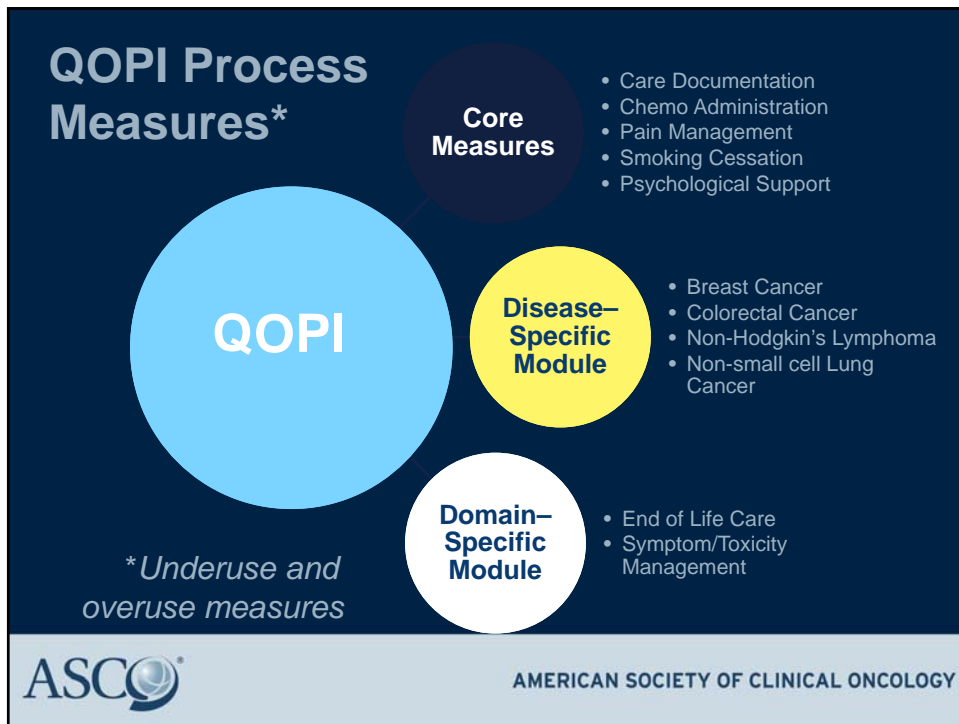 QOPI Process
Measures*
Core
Measures
• Care Documentation
• Chemo Administration
• Pain Management
• Smoking Cessation
• Psychological Support
QOPI
Disease–
Specific
Module
• Breast Cancer
• Colorectal Cancer
• Non-Hodgkin's Lymphoma
• Non-small cell Lung
Cancer
Domain–
Specific
Module
• End of Life Care
• Symptom/Toxicity
Management
*Underuse and
overuse measures
ASCO®
AMERICAN SOCIETY OF CLINICAL ONCOLOGY